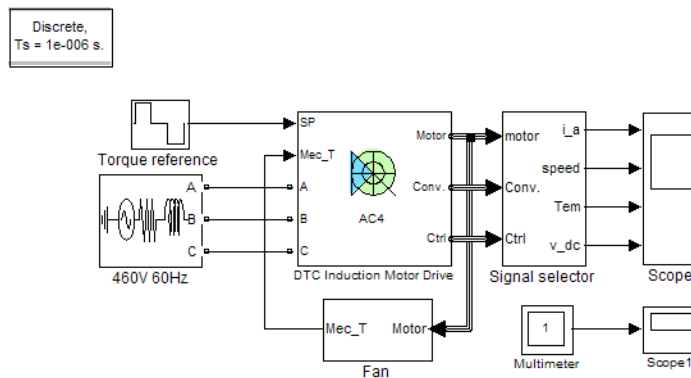 Discrete,
Ts = 1e-006 s.
Torque reference
A
B
C
460V 60Hz
SP
Mec_T
A
B
C
Motor
Conv.
Ctrl
AC4
DTC Induction Motor Drive
motor
Conv.
Ctrl
i_a
speed
Tem
v_dc
Signal selector
Scope
Mec_T
Motor
Fan
1
Multimeter
Scope1